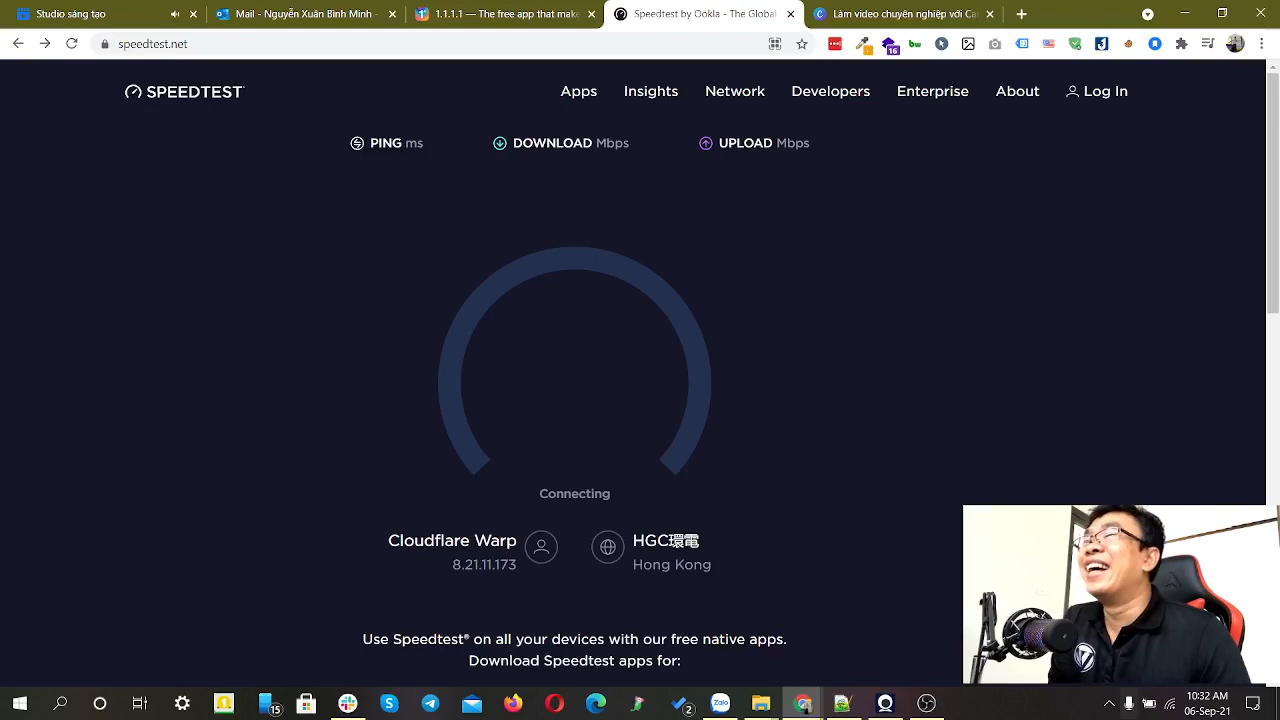 Studio sáng tạo
Mail - Nguyễn Xuân Bình Minh -
1.1.1.1 — The free app that make
Speedtest by Ookla - The Global
Làm video chuyên nghiệp với Ca
speedtest.net
16
SPEEDTEST
Apps
Insights
Network
Developers
Enterprise
About
Log In
PING ms
DOWNLOAD Mbps
UPLOAD Mbps
Connecting
Cloudflare Warp
8.21.11.173
HGC環電
Hong Kong
Use Speedtest® on all your devices with our free native apps.
Download Speedtest apps for:
15
2
Zalo
10:32 AM
06-Sep-21